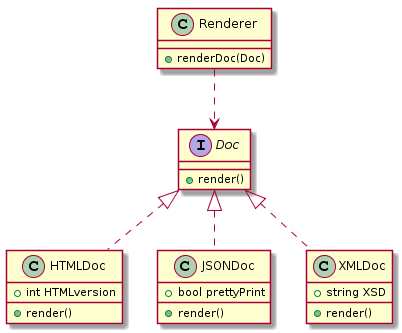 C Renderer
renderDoc(Doc)
I Doc
render()
C HTMLDoc
int HTMLversion
render()
C JSONDoc
bool prettyPrint
render()
C XMLDoc
string XSD
render()